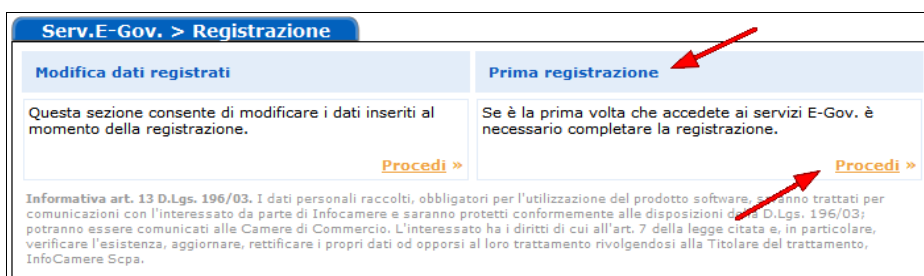 Serv.E-Gov. > Registrazione
Modifica dati registrati
Prima registrazione
Questa sezione consente di modificare i dati inseriti al
momento della registrazione.
Procedi »
Se è la prima volta che accedete ai servizi E-Gov. è
necessario completare la registrazione.
Procedi »
Informativa art. 13 D.Lgs. 196/03. I dati personali raccolti, obbligatori per l'utilizzazione del prodotto software, saranno trattati per
comunicazioni con l'interessato da parte di Infocamere e saranno protetti conformemente alle disposizioni della D.Lgs. 196/03;
potranno essere comunicati alle Camere di Commercio. L'interessato ha i diritti di cui all'art. 7 della legge citata e, in particolare,
verificare l'esistenza, aggiornare, rettificare i propri dati od opporsi al loro trattamento rivolgendosi alla Titolare del trattamento,
InfoCamere Scpa.